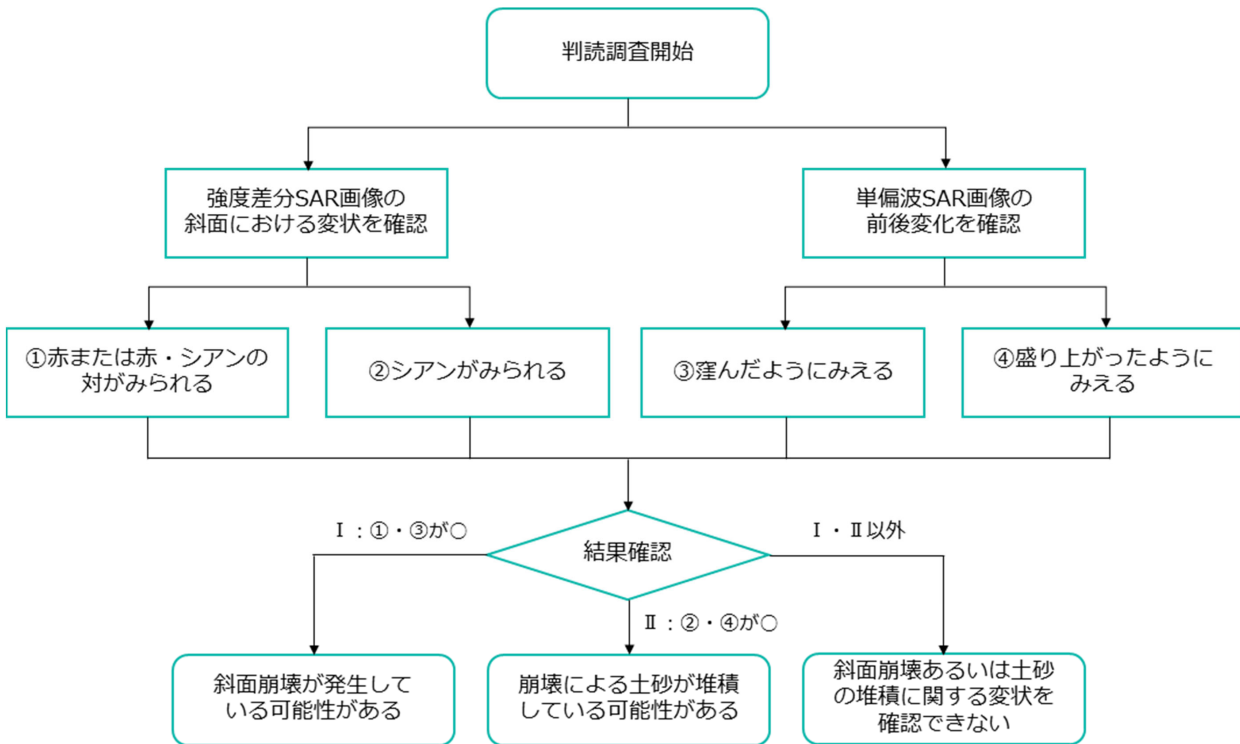 判読調査開始
強度差分SAR画像の
斜面における変状を確認
単偏波SAR画像の
前後変化を確認
①赤または赤・シアンの
対がみられる
②シアンがみられる
③窪んだようにみえる
④盛り上がったように
みえる
Ⅰ：①・③が○
結果確認
Ⅰ・Ⅱ以外
Ⅱ：②・④が○
斜面崩壊が発生して
いる可能性がある
崩壊による土砂が堆積
している可能性がある
斜面崩壊あるいは土砂
の堆積に関する変状を
確認できない